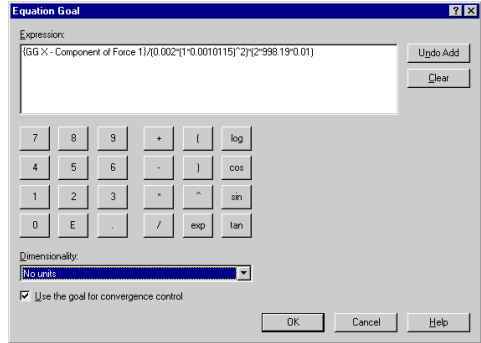 Equation Goal
Expression:
{GG X - Component of Force 1}/(0.002*(1*0.0010115)^2)*(2*998.19*0.01)
Undo Add
Clear
7 8 9 + ( log
4 5 6 - ) cos
1 2 3 * ^ sin
0 E . / exp tan
Dimensionality:
No units
Use the goal for convergence control
OK Cancel Help